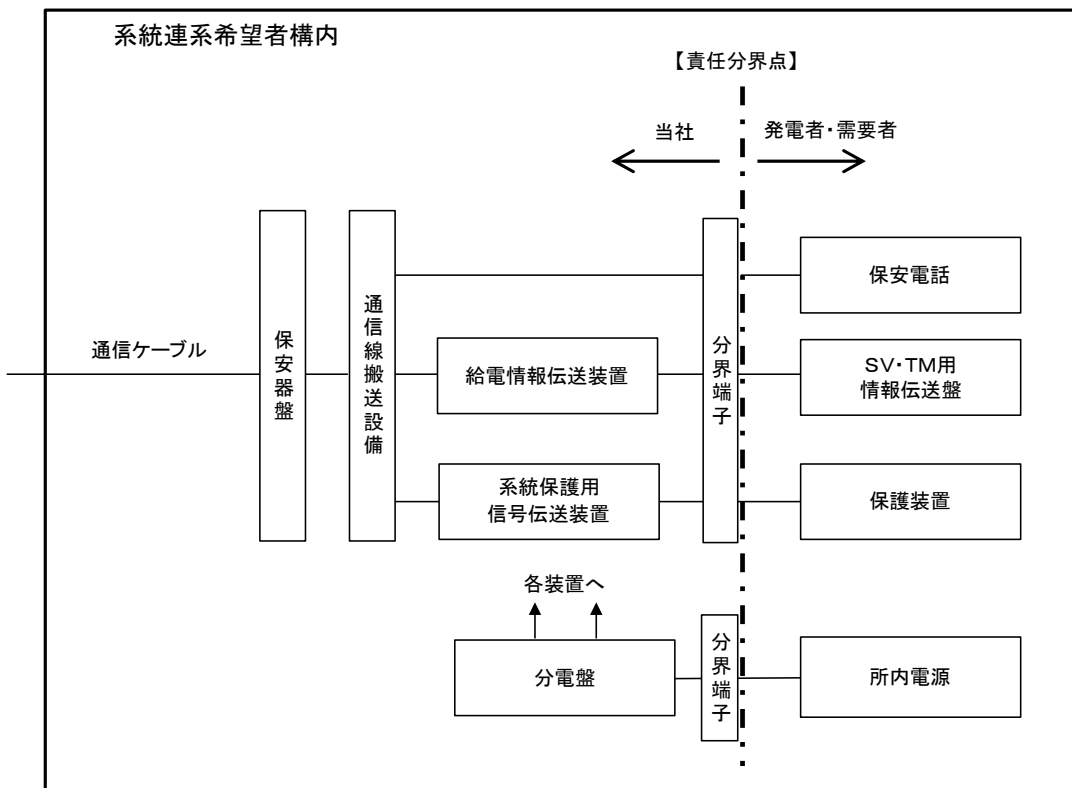 系統連系希望者構内
【責任分界点】
当社
発電者・需要者
通信ケーブル
保安器盤
通信線搬送設備
給電情報伝送装置
系統保護用
信号伝送装置
分界端子
保安電話
SV・TM用
情報伝送盤
保護装置
各装置へ
分電盤
分界端子
所内電源